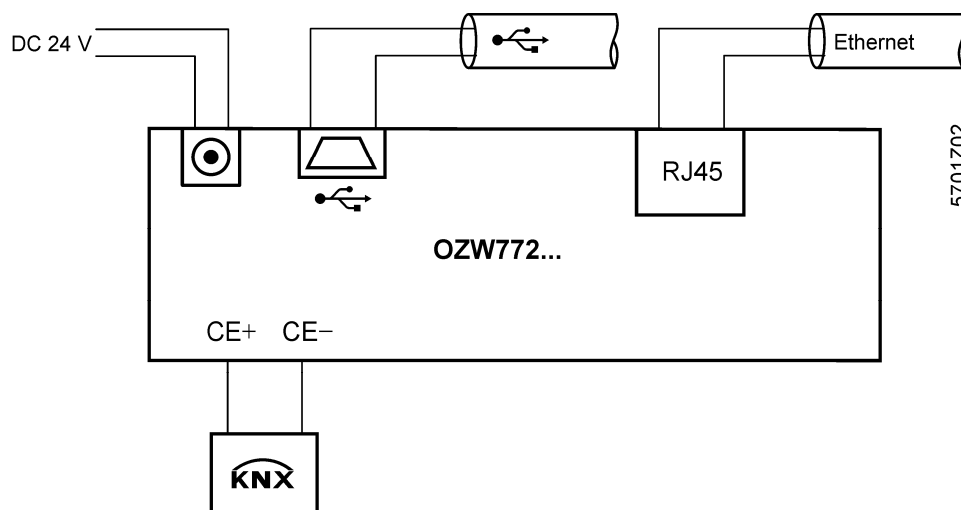 DC 24 V
Ethernet
RJ45
OZW772...
CE+ CE−
KNX
5701Z02